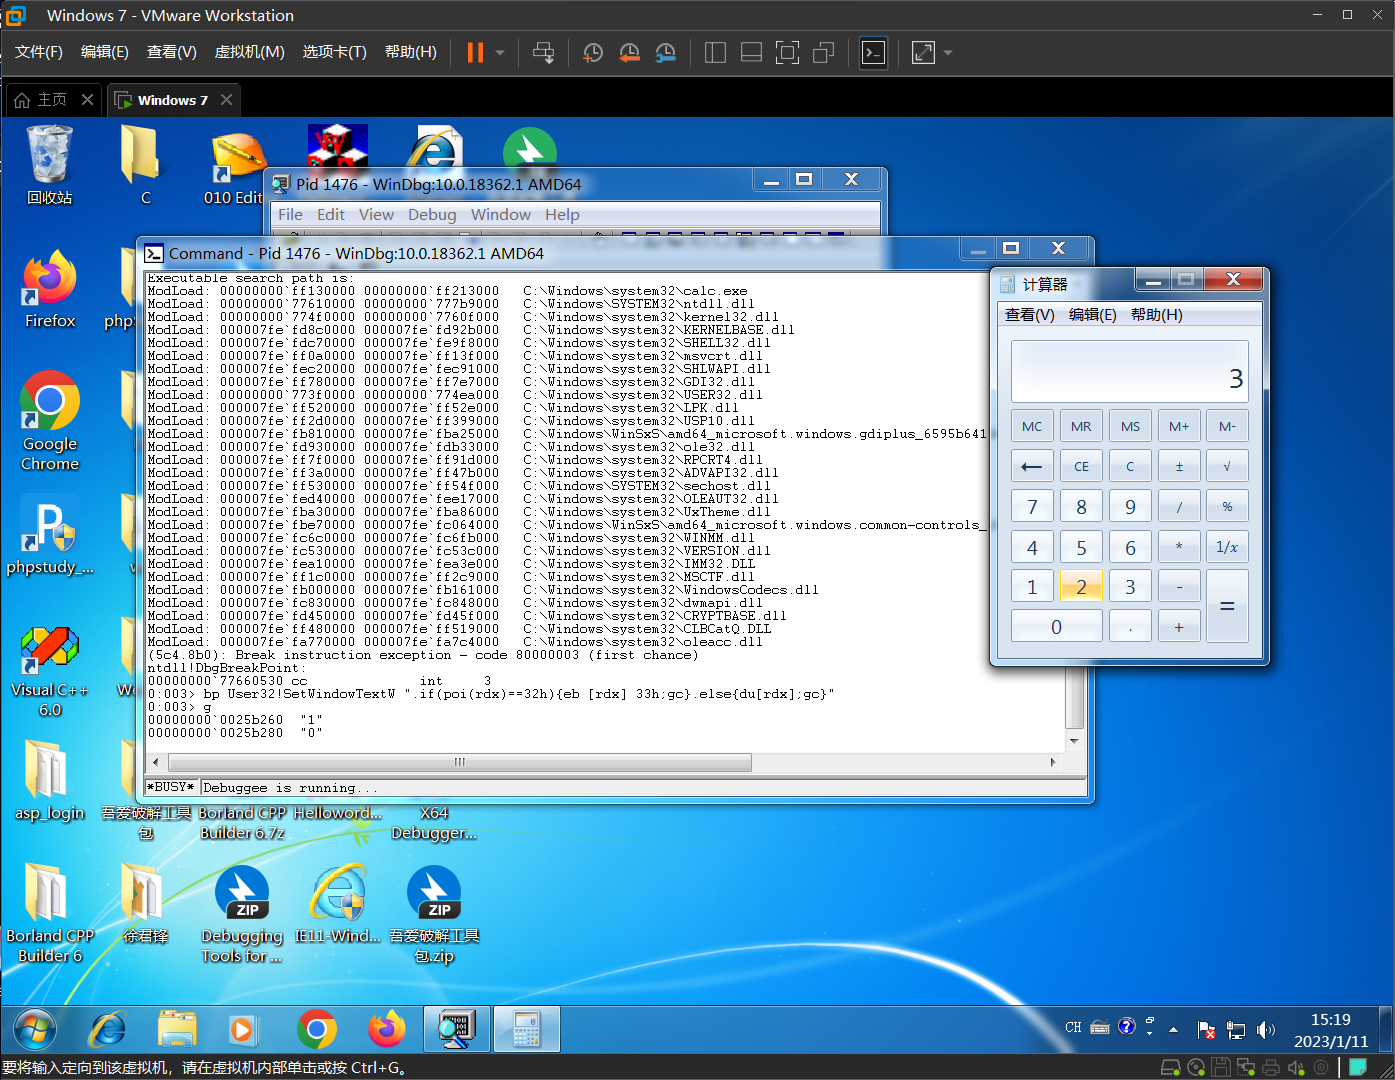 Windows 7 - VMware Workstation
文件(F) 编辑(E) 查看(V) 虚拟机(M) 选项卡(T) 帮助(H)
主页
Windows 7
回收站
C
010 Edit
Pid 1476 - WinDbg:10.0.18362.1 AMD64
File Edit View Debug Window Help
Command - Pid 1476 - WinDbg:10.0.18362.1 AMD64
Executable search path is:
ModLoad: 00000000`ff130000 00000000`ff213000 C:\Windows\system32\calc.exe
ModLoad: 00000000`77610000 00000000`777b9000 C:\Windows\SYSTEM32\ntdll.dll
ModLoad: 00000000`774f0000 00000000`7760f000 C:\Windows\system32\kernel32.dll
ModLoad: 000007fe`fd8c0000 000007fe`fd92b000 C:\Windows\system32\KERNELBASE.dll
ModLoad: 000007fe`fdc70000 000007fe`fe9f8000 C:\Windows\system32\SHELL32.dll
ModLoad: 000007fe`ff0a0000 000007fe`ff13f000 C:\Windows\system32\msvcrt.dll
ModLoad: 000007fe`fec20000 000007fe`fec91000 C:\Windows\system32\SHLWAPI.dll
ModLoad: 000007fe`ff780000 000007fe`ff7e7000 C:\Windows\system32\GDI32.dll
ModLoad: 00000000`773f0000 00000000`774ea000 C:\Windows\system32\USER32.dll
ModLoad: 000007fe`ff520000 000007fe`ff52e000 C:\Windows\system32\LPK.dll
ModLoad: 000007fe`ff2d0000 000007fe`ff399000 C:\Windows\system32\USP10.dll
ModLoad: 000007fe`fb810000 000007fe`fba25000 C:\Windows\WinSxS\amd64_microsoft.windows.gdiplus_6595b641
ModLoad: 000007fe`fd930000 000007fe`fdb33000 C:\Windows\system32\ole32.dll
ModLoad: 000007fe`ff7f0000 000007fe`ff91d000 C:\Windows\system32\RPCRT4.dll
ModLoad: 000007fe`ff3a0000 000007fe`ff47b000 C:\Windows\system32\ADVAPI32.dll
ModLoad: 000007fe`ff530000 000007fe`ff54f000 C:\Windows\SYSTEM32\sechost.dll
ModLoad: 000007fe`fed40000 000007fe`fee17000 C:\Windows\system32\OLEAUT32.dll
ModLoad: 000007fe`fba30000 000007fe`fba86000 C:\Windows\system32\UxTheme.dll
ModLoad: 000007fe`fbe70000 000007fe`fc064000 C:\Windows\WinSxS\amd64_microsoft.windows.common-controls_
ModLoad: 000007fe`fc6c0000 000007fe`fc6fb000 C:\Windows\system32\WINMM.dll
ModLoad: 000007fe`fc530000 000007fe`fc53c000 C:\Windows\system32\VERSION.dll
ModLoad: 000007fe`fea10000 000007fe`fea3e000 C:\Windows\system32\IMM32.DLL
ModLoad: 000007fe`ff1c0000 000007fe`ff2c9000 C:\Windows\system32\MSCTF.dll
ModLoad: 000007fe`fb000000 000007fe`fb161000 C:\Windows\system32\WindowsCodecs.dll
ModLoad: 000007fe`fc830000 000007fe`fc848000 C:\Windows\system32\dwmapi.dll
ModLoad: 000007fe`fd450000 000007fe`fd45f000 C:\Windows\system32\CRYPTBASE.dll
ModLoad: 000007fe`ff480000 000007fe`ff519000 C:\Windows\system32\CLBCatQ.DLL
ModLoad: 000007fe`fa770000 000007fe`fa7c4000 C:\Windows\system32\oleacc.dll
(5c4.8b0): Break instruction exception - code 80000003 (first chance)
ntdll!DbgBreakPoint:
00000000`77660530 cc int 3
0:003> bp User32!SetWindowTextW ".if(poi(rdx)==32h){eb [rdx] 33h;gc}.else{du[rdx];gc}"
0:003> g
00000000`0025b260 "1"
00000000`0025b280 "0"
*BUSY* Debuggee is running...
计算器
查看(V) 编辑(E) 帮助(H)
3
MC MR MS M+ M-
← CE C ± √
7 8 9 / %
4 5 6 * 1/x
1 2 3 - =
0 . +
Firefox
phpS
Google Chrome
phpstudy_...
w
Visual C++ 6.0
We
asp_login
吾爱破解工具包
Borland CPP Builder 6.7z
Helloword...
X64 Debugger...
Borland CPP Builder 6
徐君锋
ZIP
Debugging Tools for ...
IE11-Wind...
ZIP
吾爱破解工具包.zip
CH
15:19
2023/1/11
要将输入定向到该虚拟机，请在虚拟机内部单击或按 Ctrl+G。